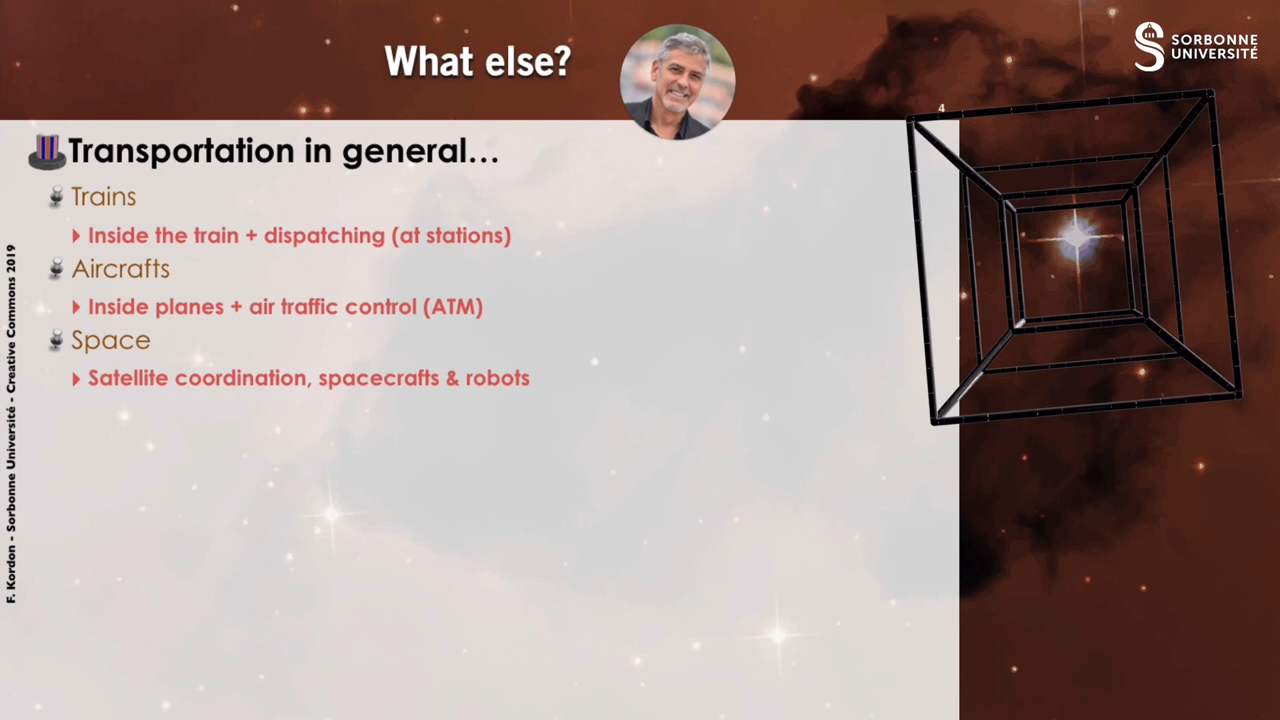 What else?
SORBONNE
UNIVERSITÉ
4
Transportation in general...
Trains
Inside the train + dispatching (at stations)
Aircrafts
Inside planes + air traffic control (ATM)
Space
Satellite coordination, spacecrafts & robots
F. Kordon - Sorbonne Université - Creative Commons 2019